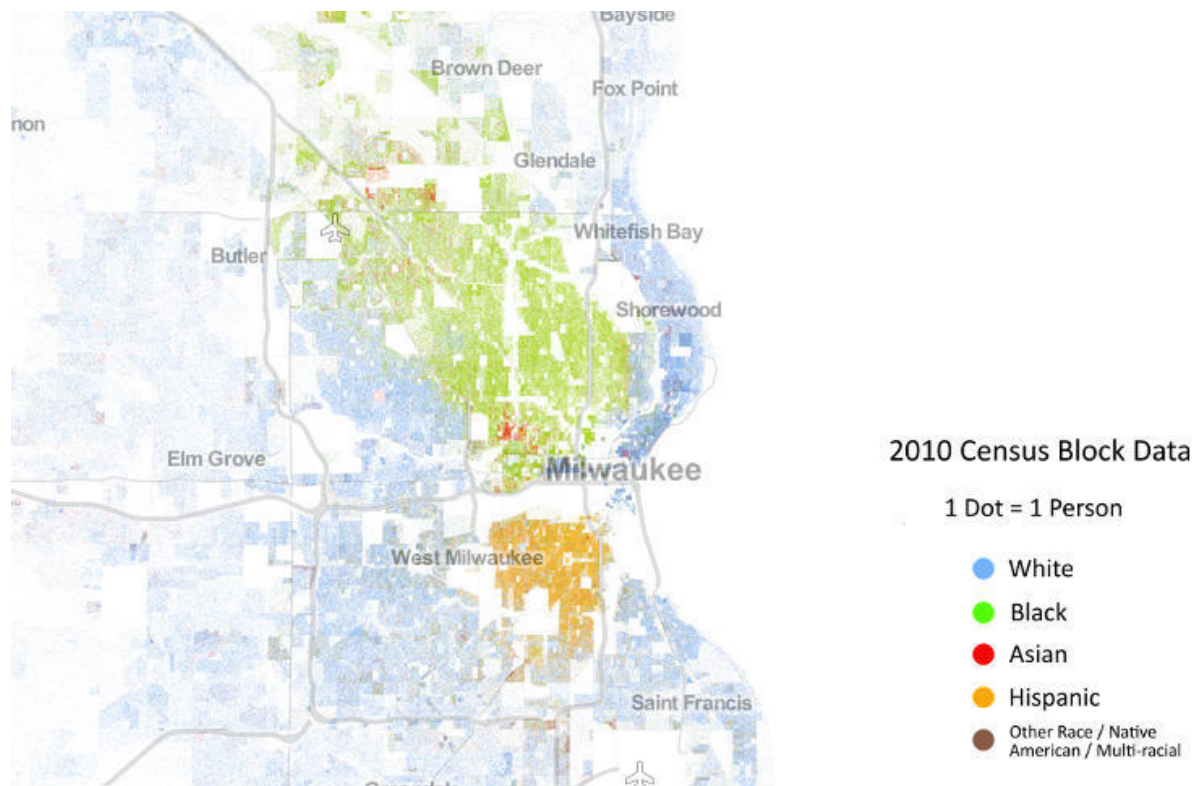 Bayside
Brown Deer
Fox Point
non
Glendale
Whitefish Bay
Butler
Shorewood
Elm Grove
Milwaukee
West Milwaukee
Saint Francis
2010 Census Block Data
1 Dot = 1 Person
White
Black
Asian
Hispanic
Other Race / Native
American / Multi-racial